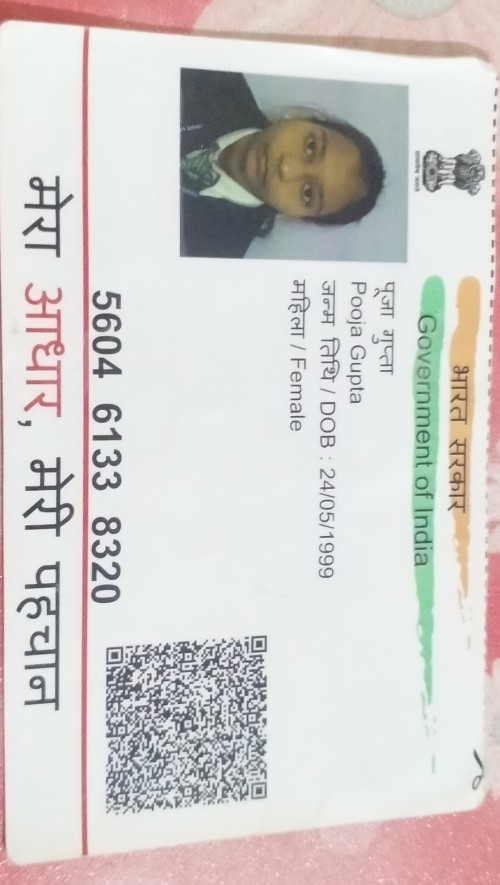 भारत सरकार
Government of India
पूजा गुप्ता
Pooja Gupta
जन्म तिथि / DOB : 24/05/1999
महिला / Female
5604 6133 8320
मेरा आधार, मेरी पहचान